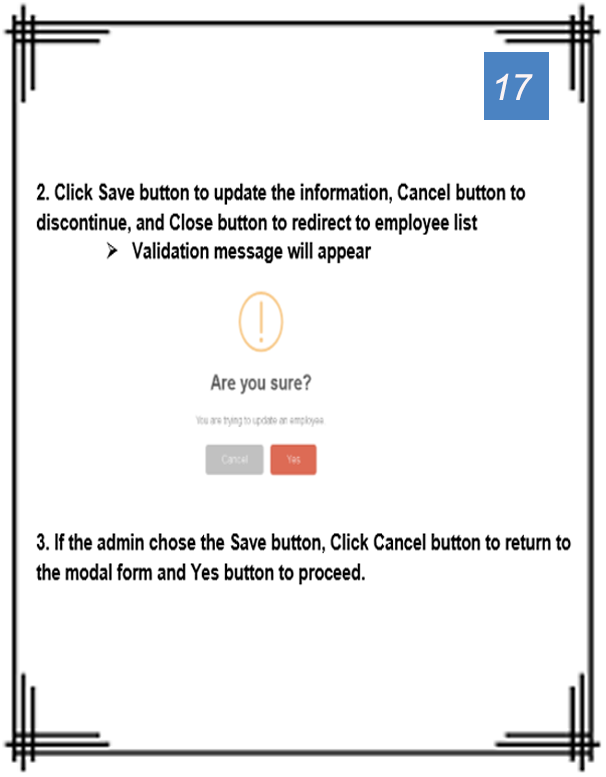 17
2. Click Save button to update the information, Cancel button to
discontinue, and Close button to redirect to employee list
➢ Validation message will appear
Are you sure?
You are trying to update an employee
Cancel
Yes
3. If the admin chose the Save button, Click Cancel button to return to
the modal form and Yes button to proceed.